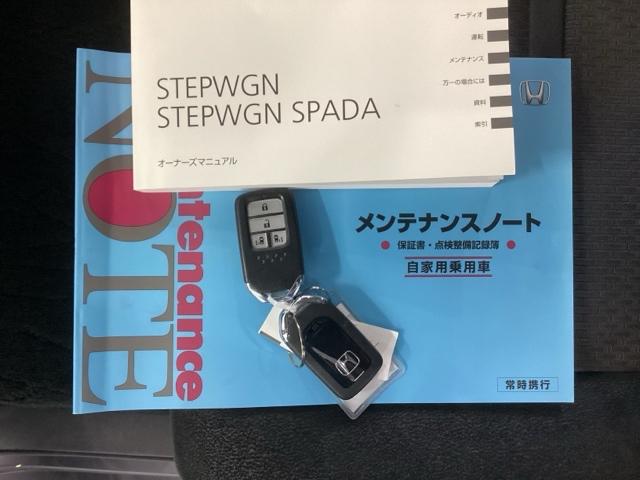 オーディオ
運転
メンテナンス
万一の場合には
資料
索引
STEPWGN
STEPWGN SPADA
オーナーズマニュアル
NOTE
intenance
メンテナンスノート
保証書・点検整備記録簿
自家用乗用車
常時携行